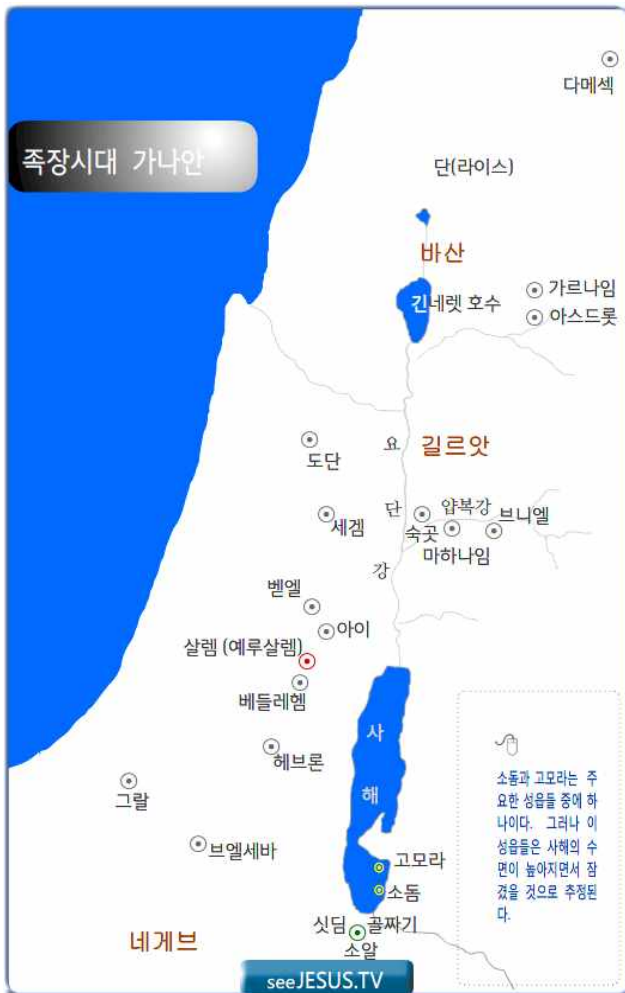 다메섹
족장시대 가나안
단(라이스)
바산
긴네렛 호수
가르나임
아스드롯
도단
요
단
강
길르앗
세겜
숙곳
얍복강
브니엘
마하나임
벧엘
아이
살렘 (예루살렘)
베들레헴
사
해
헤브론
그랄
브엘세바
고모라
소돔
싯딤 골짜기
소알
네게브
소돔과 고모라는 주
요한 성읍들 중에 하
나이다. 그러나 이
성읍들은 사해의 수
면이 높아지면서 잠
겼을 것으로 추정된
다.
seeJESUS.TV